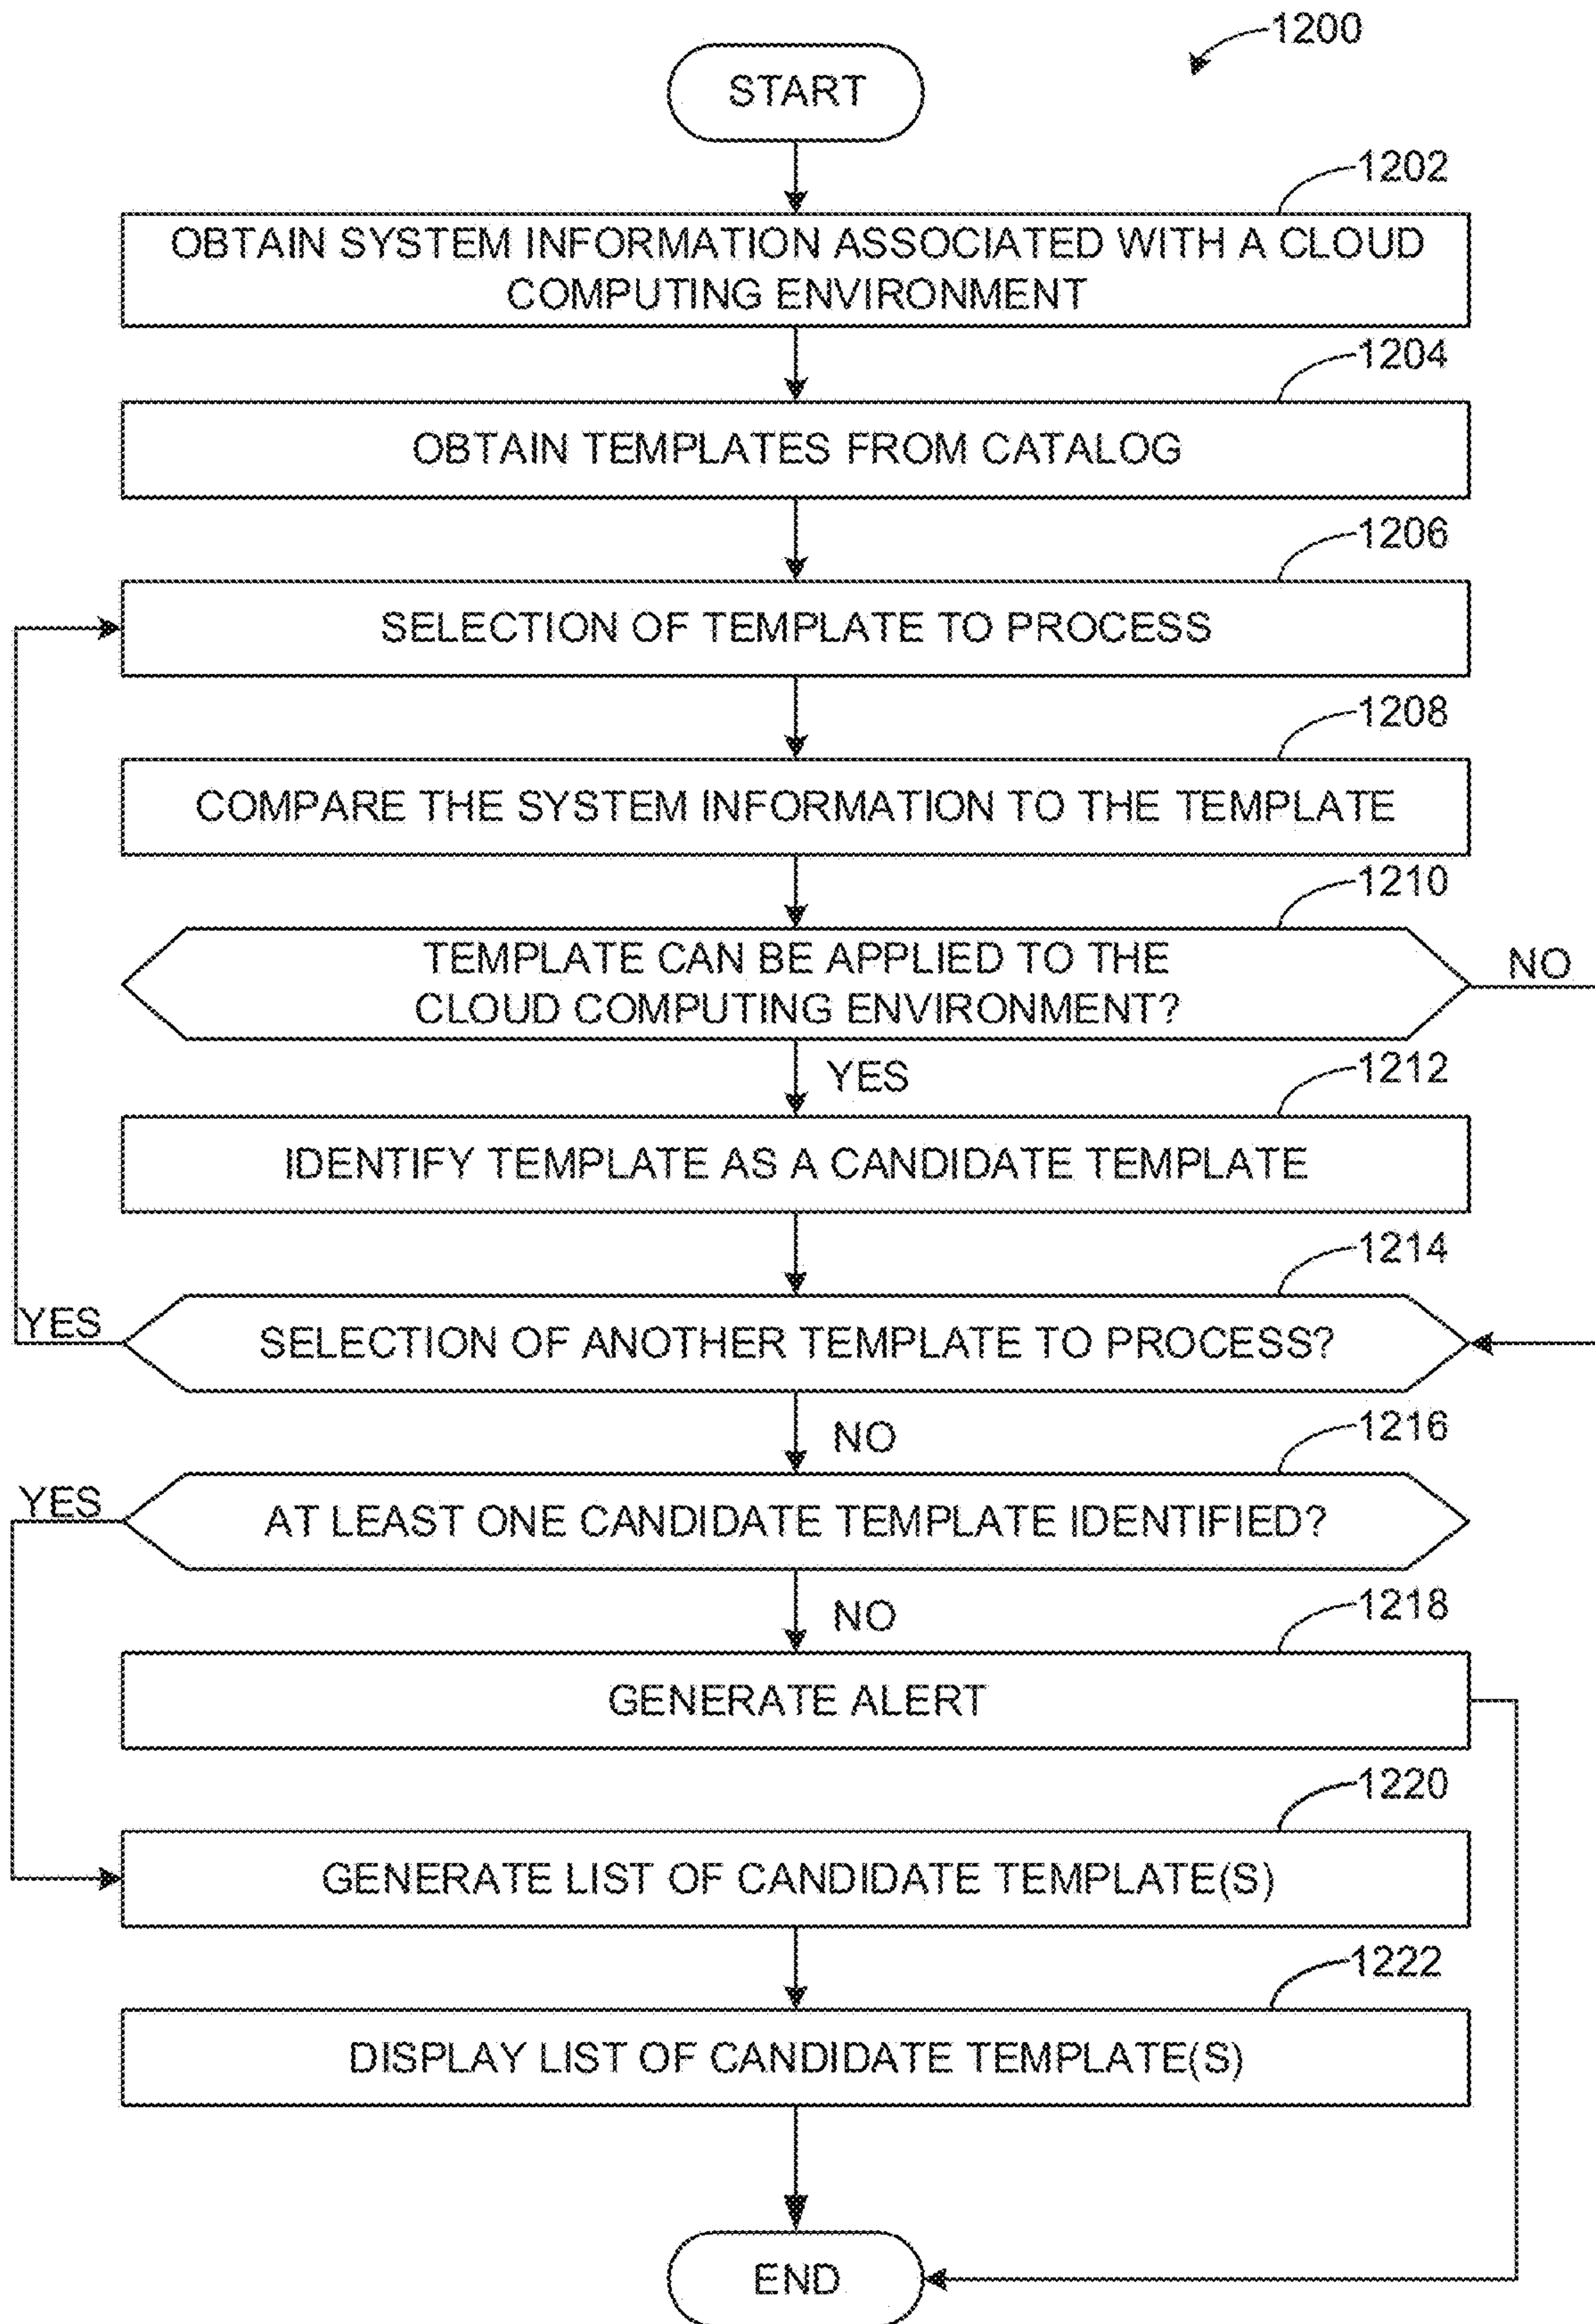 1200
START
1202
OBTAIN SYSTEM INFORMATION ASSOCIATED WITH A CLOUD
COMPUTING ENVIRONMENT
1204
OBTAIN TEMPLATES FROM CATALOG
1206
SELECTION OF TEMPLATE TO PROCESS
1208
COMPARE THE SYSTEM INFORMATION TO THE TEMPLATE
1210
TEMPLATE CAN BE APPLIED TO THE
CLOUD COMPUTING ENVIRONMENT?
NO
YES
1212
IDENTIFY TEMPLATE AS A CANDIDATE TEMPLATE
1214
YES
SELECTION OF ANOTHER TEMPLATE TO PROCESS?
NO
1216
YES
AT LEAST ONE CANDIDATE TEMPLATE IDENTIFIED?
NO
1218
GENERATE ALERT
1220
GENERATE LIST OF CANDIDATE TEMPLATE(S)
1222
DISPLAY LIST OF CANDIDATE TEMPLATE(S)
END